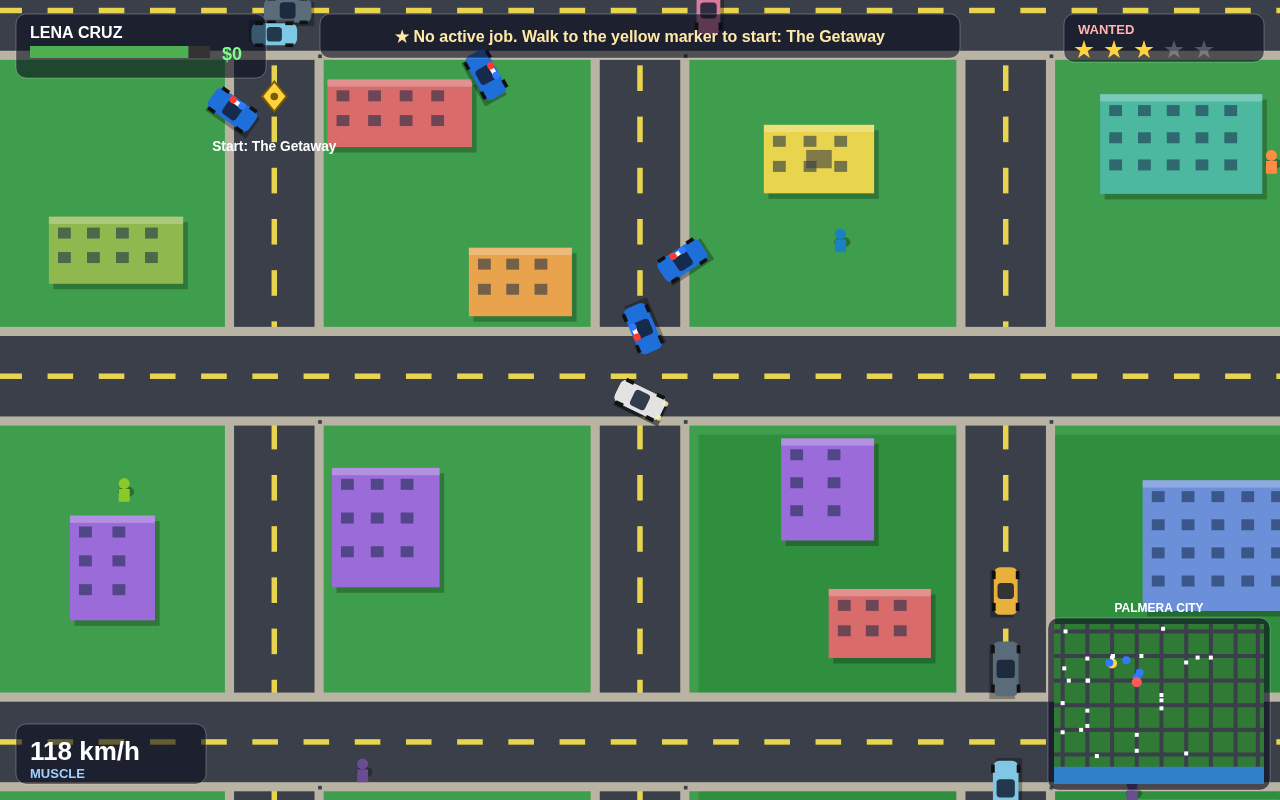 LENA CRUZ
$0
★ No active job. Walk to the yellow marker to start: The Getaway
WANTED
★ ★ ★ ★ ★
Start: The Getaway
PALMERA CITY
118 km/h
MUSCLE